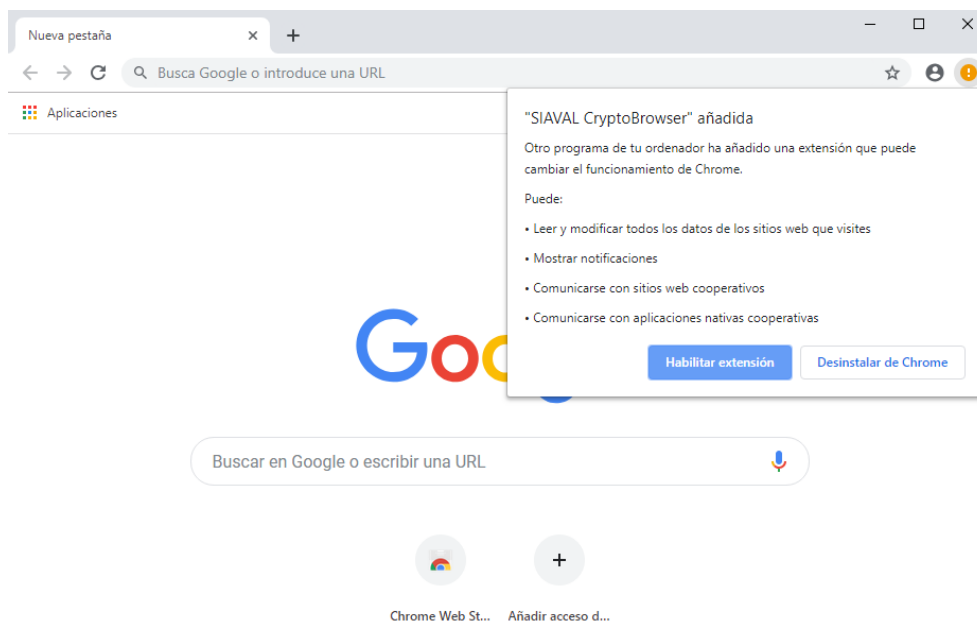 Nueva pestaña
Busca Google o introduce una URL
Aplicaciones
"SIAVAL CryptoBrowser" añadida
Otro programa de tu ordenador ha añadido una extensión que puede
cambiar el funcionamiento de Chrome.
Puede:
• Leer y modificar todos los datos de los sitios web que visites
• Mostrar notificaciones
• Comunicarse con sitios web cooperativos
• Comunicarse con aplicaciones nativas cooperativas
Habilitar extensión Desinstalar de Chrome
Goo
Buscar en Google o escribir una URL
Chrome Web St... Añadir acceso d...